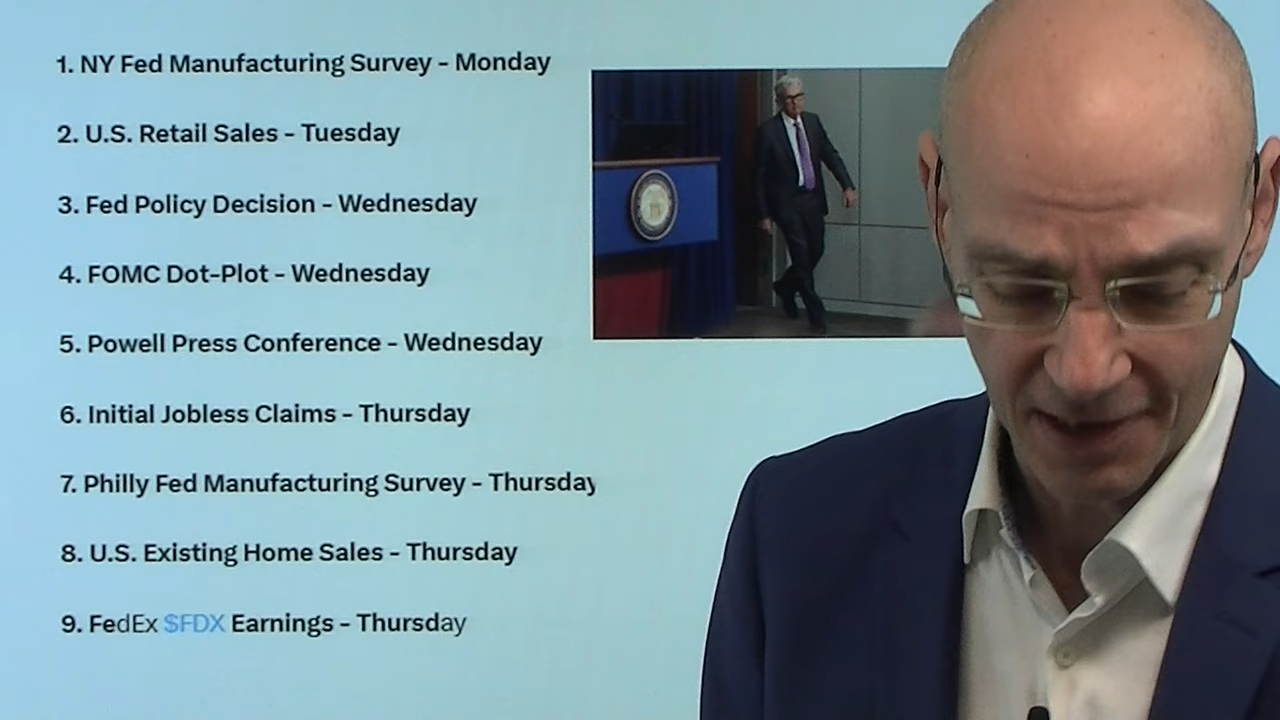 1. NY Fed Manufacturing Survey - Monday
2. U.S. Retail Sales - Tuesday
3. Fed Policy Decision - Wednesday
4. FOMC Dot-Plot - Wednesday
5. Powell Press Conference - Wednesday
6. Initial Jobless Claims - Thursday
7. Philly Fed Manufacturing Survey - Thursday
8. U.S. Existing Home Sales - Thursday
9. FedEx $FDX Earnings - Thursday